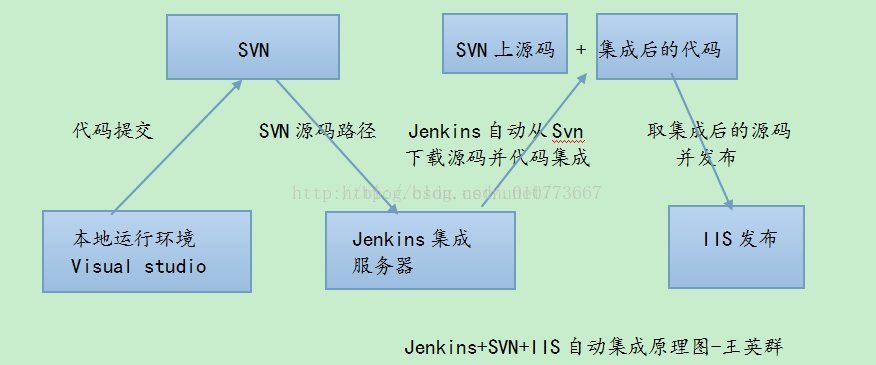 SVN
SVN 上源码
+
集成后的代码
代码提交
SVN 源码路径
Jenkins 自动从 Svn
下载源码并代码集成
取集成后的源码
并发布
本地运行环境
Visual studio
Jenkins 集成
服务器
IIS 发布
Jenkins+SVN+IIS 自动集成原理图-王英群